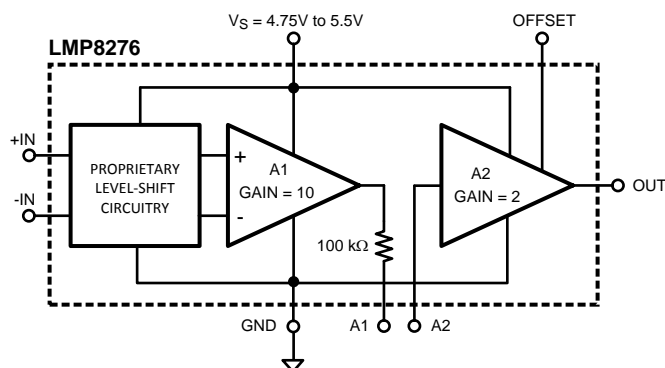 V_S = 4.75V to 5.5V
OFFSET
LMP8276
+IN
-IN
PROPRIETARY
LEVEL-SHIFT
CIRCUITRY
+
-
A1
GAIN = 10
A2
GAIN = 2
OUT
100 kΩ
GND
A1
A2